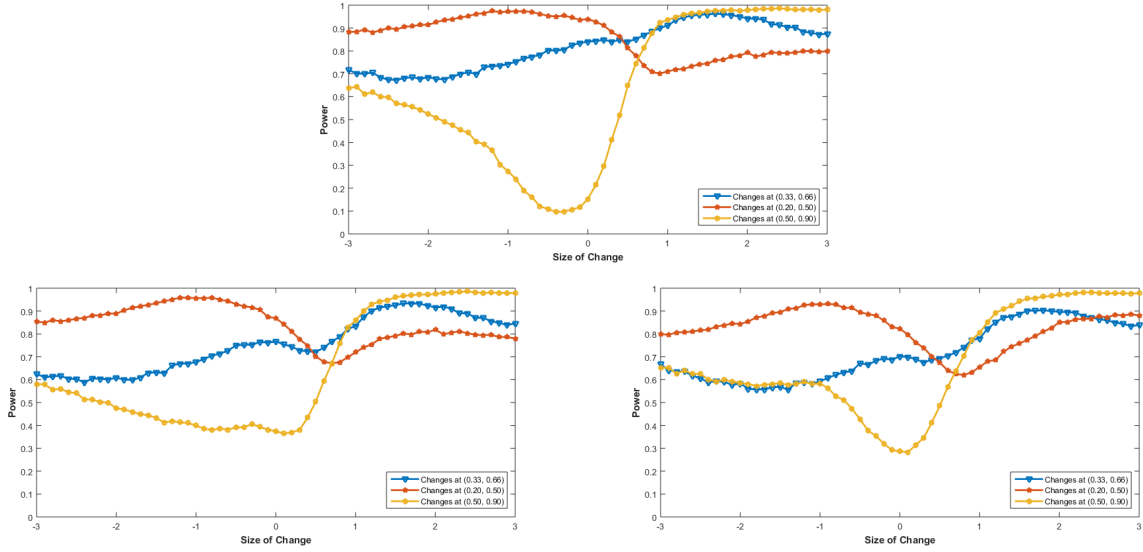 1
0.9
0.8
0.7
0.6
0.5
0.4
0.3
0.2
0.1
0
Power
-3 -2 -1 0 1 2 3
Size of Change
Changes at (0.33, 0.66)
Changes at (0.20, 0.50)
Changes at (0.50, 0.90)
1
0.9
0.8
0.7
0.6
0.5
0.4
0.3
0.2
0.1
0
Power
-3 -2 -1 0 1 2 3
Size of Change
Changes at (0.33, 0.66)
Changes at (0.20, 0.50)
Changes at (0.50, 0.90)
1
0.9
0.8
0.7
0.6
0.5
0.4
0.3
0.2
0.1
0
Power
-3 -2 -1 0 1 2 3
Size of Change
Changes at (0.33, 0.66)
Changes at (0.20, 0.50)
Changes at (0.50, 0.90)